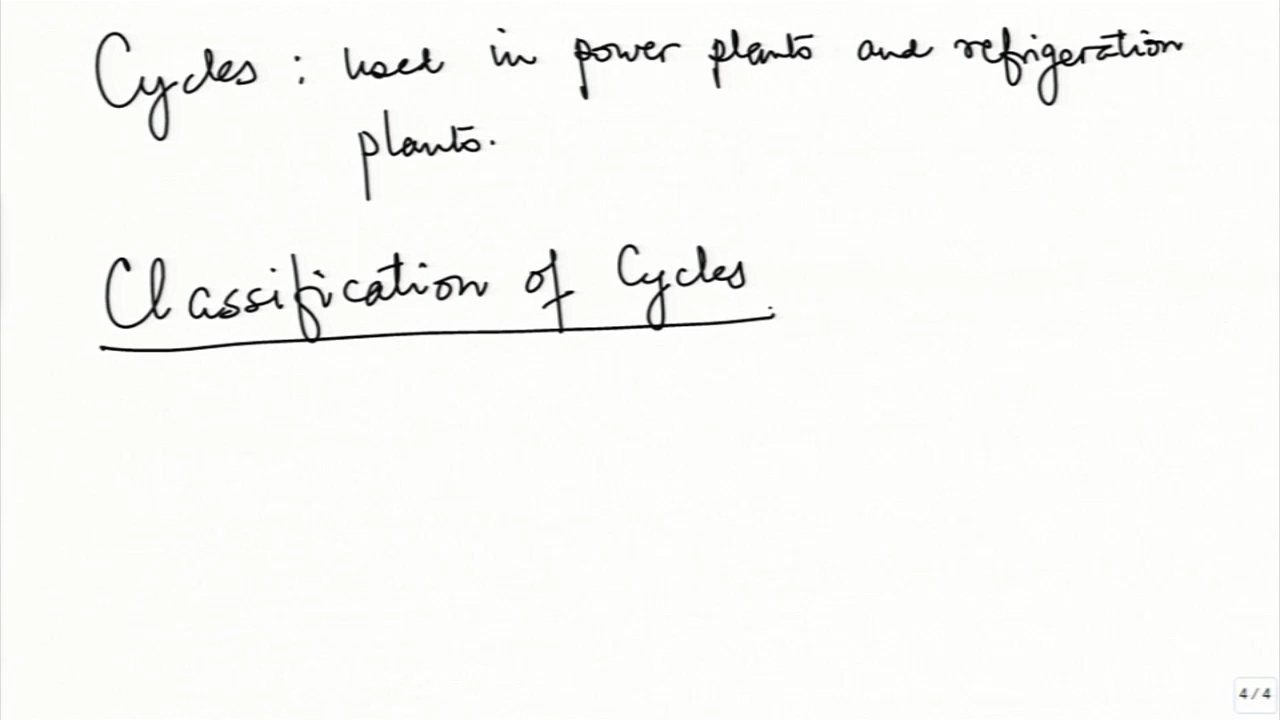 Cycles : used in power plants and refrigeration
plants.
Classification of Cycles
4 / 4